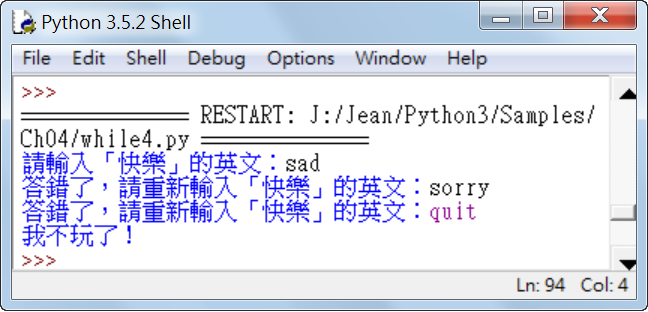 Python 3.5.2 Shell
File Edit Shell Debug Options Window Help
>>>
================ RESTART: J:/Jean/Python3/Samples/
Ch04/while4.py ================
請輸入「快樂」的英文：sad
答錯了，請重新輸入「快樂」的英文：sorry
答錯了，請重新輸入「快樂」的英文：quit
我不玩了！
>>>
Ln: 94 Col: 4